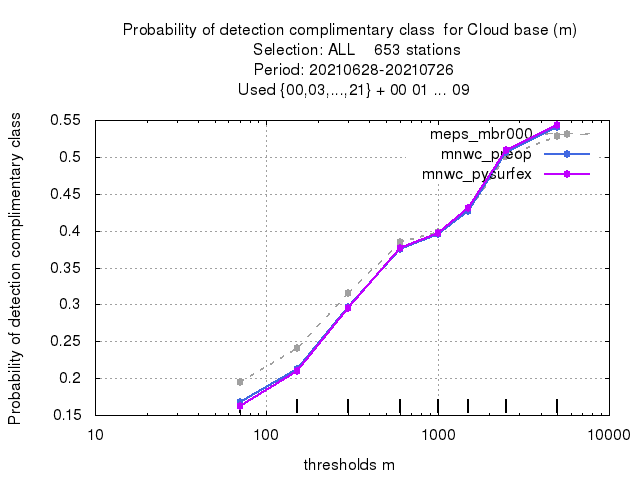 Probability of detection complimentary class  for Cloud base (m)
Selection: ALL    653 stations
Period: 20210628-20210726
Used {00,03,...,21} + 00 01 ... 09
Probability of detection complimentary class
0.55
0.5
0.45
0.4
0.35
0.3
0.25
0.2
0.15
meps_mbr000
mnwc_preop
mnwc_pysurfex
10
100
1000
10000
thresholds m